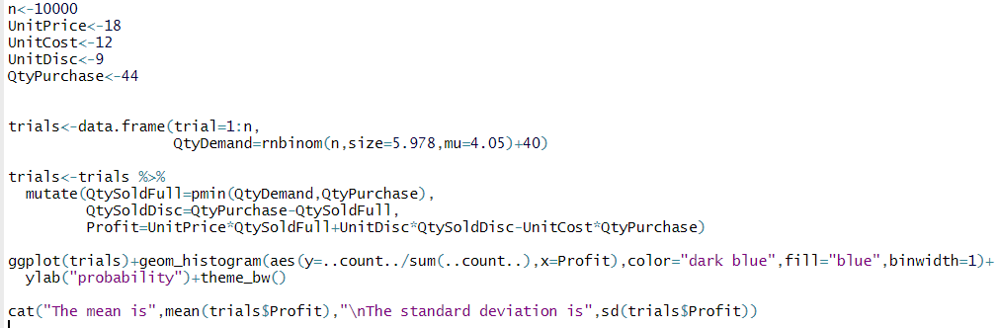 n<-10000
UnitPrice<-18
UnitCost<-12
UnitDisc<-9
QtyPurchase<-44
trials<-data.frame(trial=1:n,
QtyDemand=rnbinom(n,size=5.978,mu=4.05)+40)
trials<-trials %>%
mutate(QtySoldFull=pmin(QtyDemand,QtyPurchase),
QtySoldDisc=QtyPurchase-QtySoldFull,
Profit=UnitPrice*QtySoldFull+UnitDisc*QtySoldDisc-UnitCost*QtyPurchase)
ggplot(trials)+geom_histogram(aes(y=..count../sum(..count..),x=Profit),color="dark blue",fill="blue",binwidth=1)+
ylab("probability")+theme_bw()
cat("The mean is",mean(trials$Profit),"\nThe standard deviation is",sd(trials$Profit))